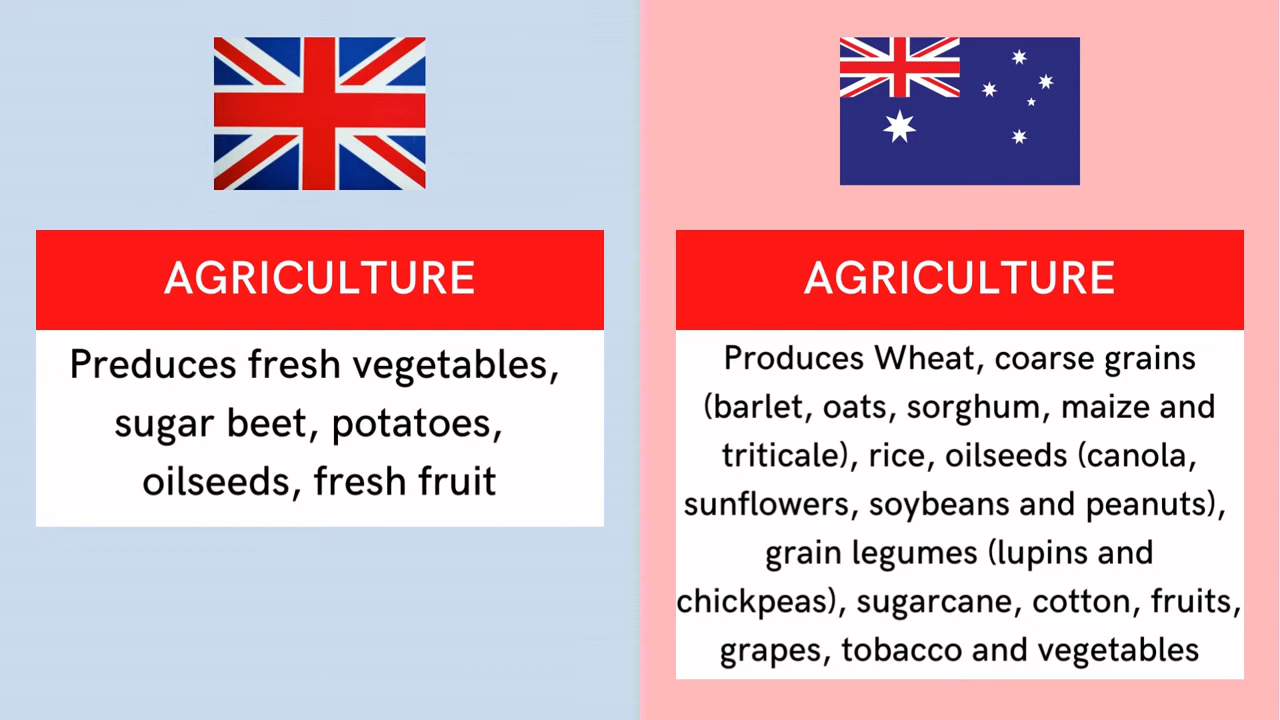 AGRICULTURE
Preduces fresh vegetables,
sugar beet, potatoes,
oilseeds, fresh fruit
AGRICULTURE
Produces Wheat, coarse grains
(barlet, oats, sorghum, maize and
triticale), rice, oilseeds (canola,
sunflowers, soybeans and peanuts),
grain legumes (lupins and
chickpeas), sugarcane, cotton, fruits,
grapes, tobacco and vegetables